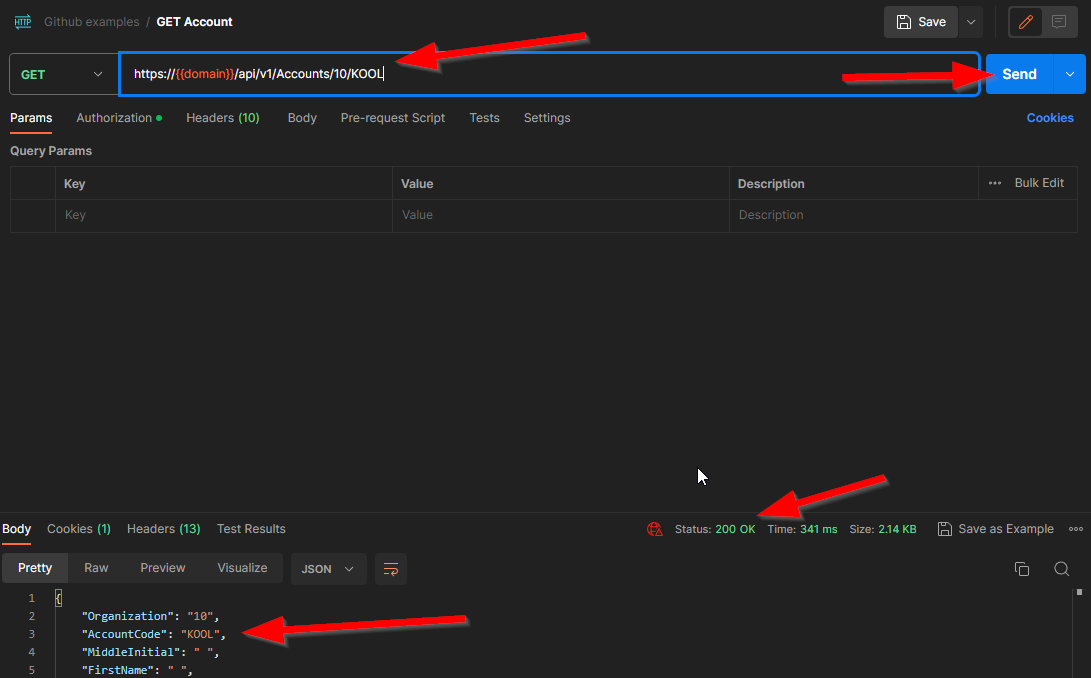 HTTP Github examples / GET Account Save
GET https://{{domain}}/api/v1/Accounts/10/KOOL Send
Params Authorization Headers (10) Body Pre-request Script Tests Settings Cookies
Query Params
Key Value Description ••• Bulk Edit
Key Value Description
Body Cookies (1) Headers (13) Test Results Status: 200 OK Time: 341 ms Size: 2.14 KB Save as Example
Pretty Raw Preview Visualize JSON
1 {
2 "Organization": "10",
3 "AccountCode": "KOOL",
4 "MiddleInitial": " ",
5 "FirstName": " ",